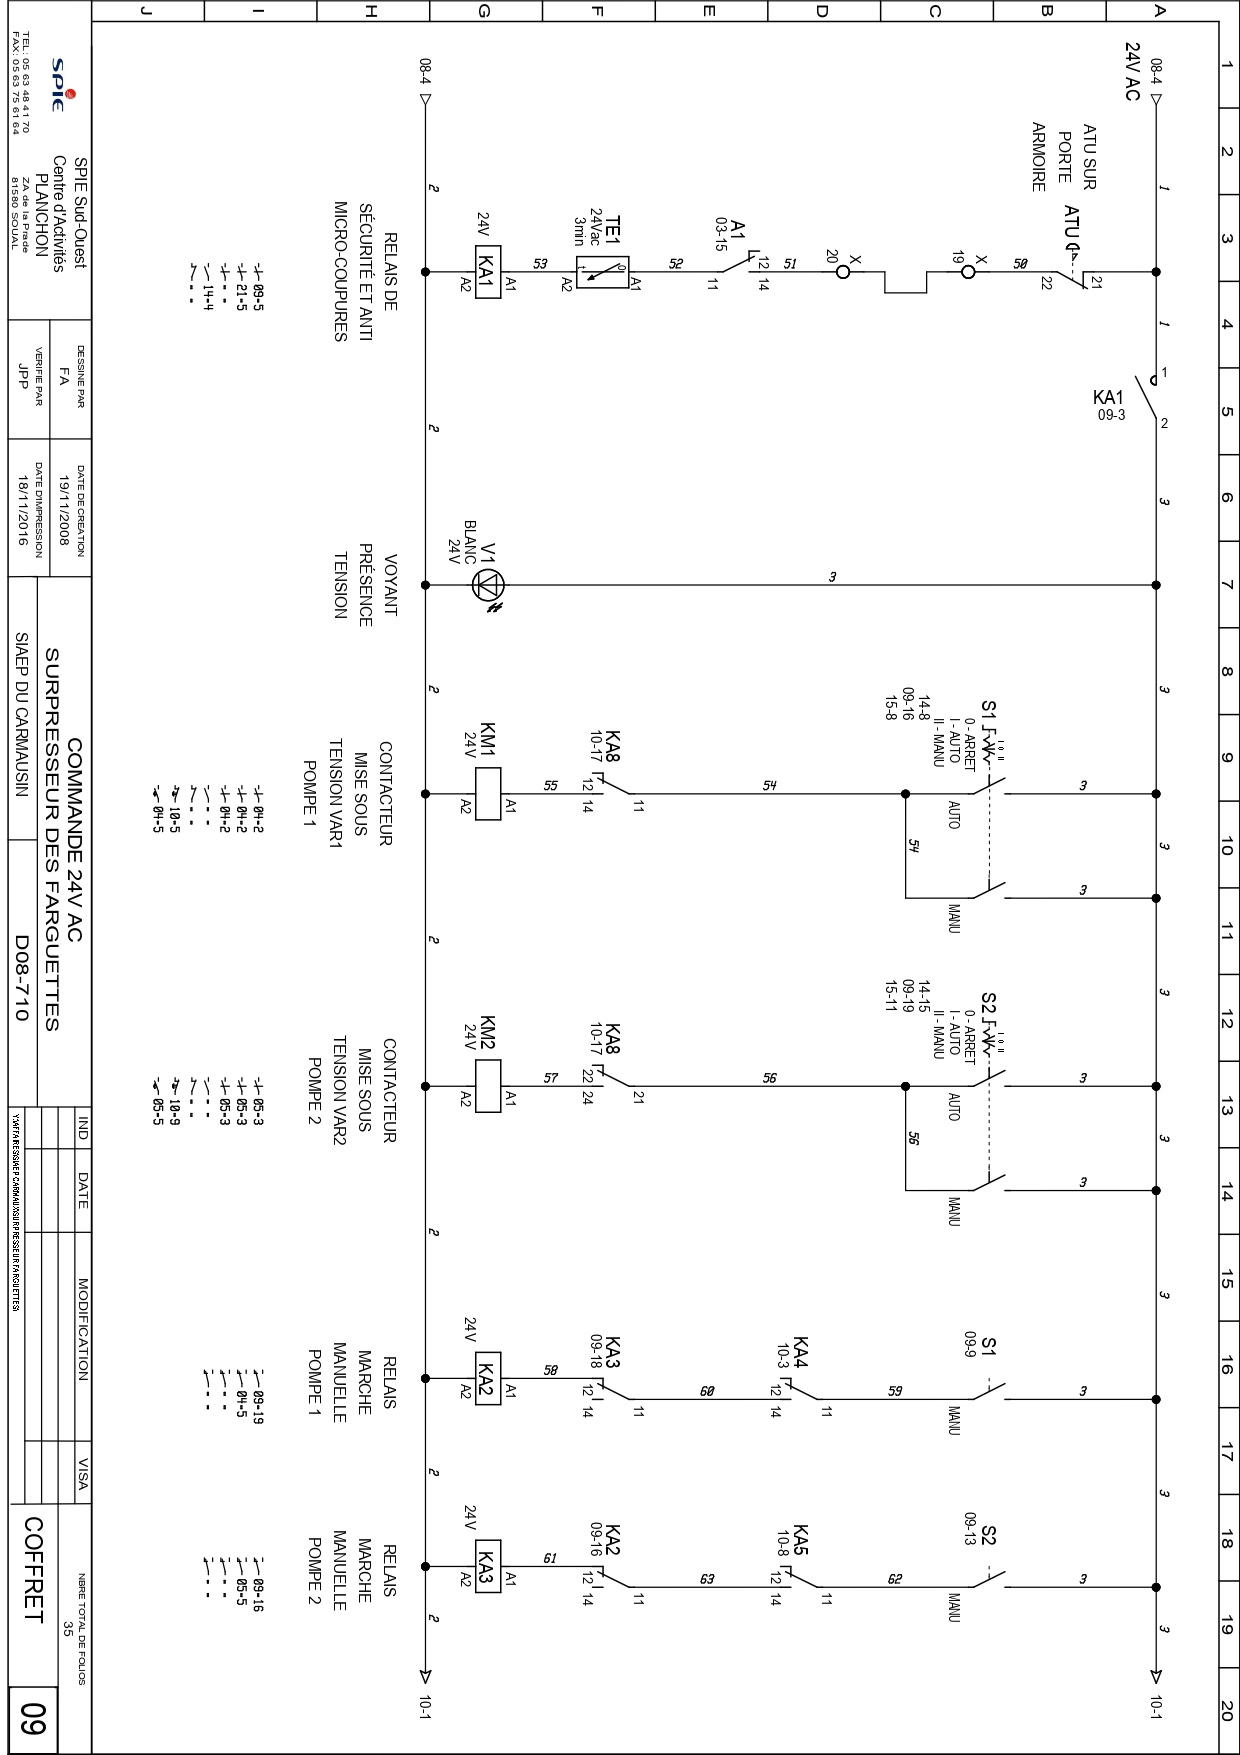 1 2 3 4 5 6 7 8 9 10 11 12 13 14 15 16 17 18 19 20
A
B
C
D
E
F
G
H
I
J
08-4
24V AC
1
1
KA1
09-3
1
2
3
3
3
3
3
3
3
3
10-1
ATU SUR
PORTE
ARMOIRE
ATU
21
22
50
X
19
X
20
51
A1
03-15
12
14
11
52
TE1
24Vac
3min
A1
A2
0
t
53
24V
KA1
A1
A2
RELAIS DE
SÉCURITÉ ET ANTI
MICRO-COUPURES
09-5
21-5
- -
14-4
- -
3
V1
BLANC
24V
VOYANT
PRÉSENCE
TENSION
S1
I 0 II
0 - ARRET
I - AUTO
II - MANU
14-8
09-16
15-8
3
AUTO
3
MANU
54
54
KA8
10-17
11
12
14
55
KM1
24V
A1
A2
CONTACTEUR
MISE SOUS
TENSION VAR1
POMPE 1
04-2
04-2
04-2
- -
- -
10-5
04-5
S2
I 0 II
0 - ARRET
I - AUTO
II - MANU
14-15
09-19
15-11
3
AUTO
3
MANU
56
56
KA8
10-17
21
22
24
57
KM2
24V
A1
A2
CONTACTEUR
MISE SOUS
TENSION VAR2
POMPE 2
05-3
05-3
05-3
- -
- -
10-9
05-5
S1
09-9
3
MANU
59
KA4
10-3
11
12
14
60
KA3
09-18
11
12
14
58
24V
KA2
A1
A2
RELAIS
MARCHE
MANUELLE
POMPE 1
09-19
04-5
- -
- -
S2
09-13
3
MANU
62
KA5
10-8
11
12
14
63
KA2
09-16
11
12
14
61
24V
KA3
A1
A2
RELAIS
MARCHE
MANUELLE
POMPE 2
09-16
05-5
- -
- -
08-4
2
2
2
2
2
2
2
10-1
SPIE
SPIE Sud-Ouest
Centre d'Activités
PLANCHON
ZA de la Prade
81580 SOUAL
TEL : 05 63 48 41 70
FAX: 05 63 75 61 64
DESSINE PAR
FA
VERIFIE PAR
JPP
DATE DE CREATION
19/11/2008
DATE D'IMPRESSION
18/11/2016
COMMANDE 24V AC
SURPRESSEUR DES FARGUETTES
SIAEP DU CARMAUSIN
D08-710
IND
DATE
MODIFICATION
VISA
NBRE TOTAL DE FOLIOS
35
COFFRET
09